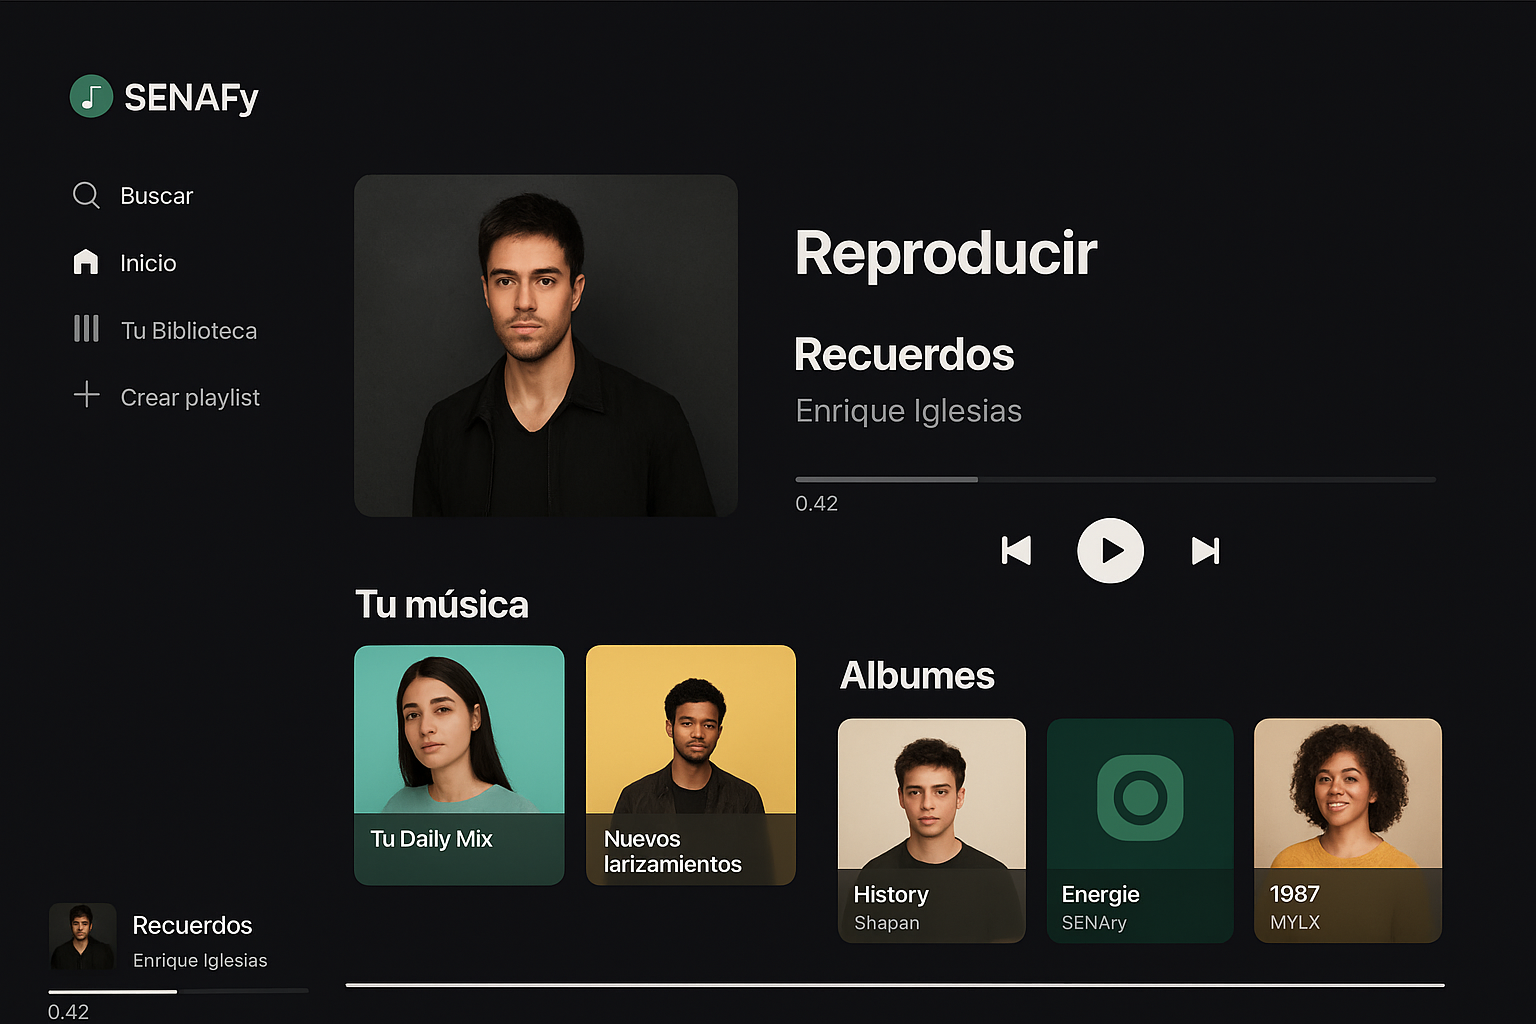 SENAFy
Buscar
Inicio
Tu Biblioteca
Crear playlist
Reproducir
Recuerdos
Enrique Iglesias
0.42
Tu música
Tu Daily Mix
Nuevos
larizamientos
Albumes
History
Shapan
Energie
SENAry
1987
MYLX
Recuerdos
Enrique Iglesias
0.42